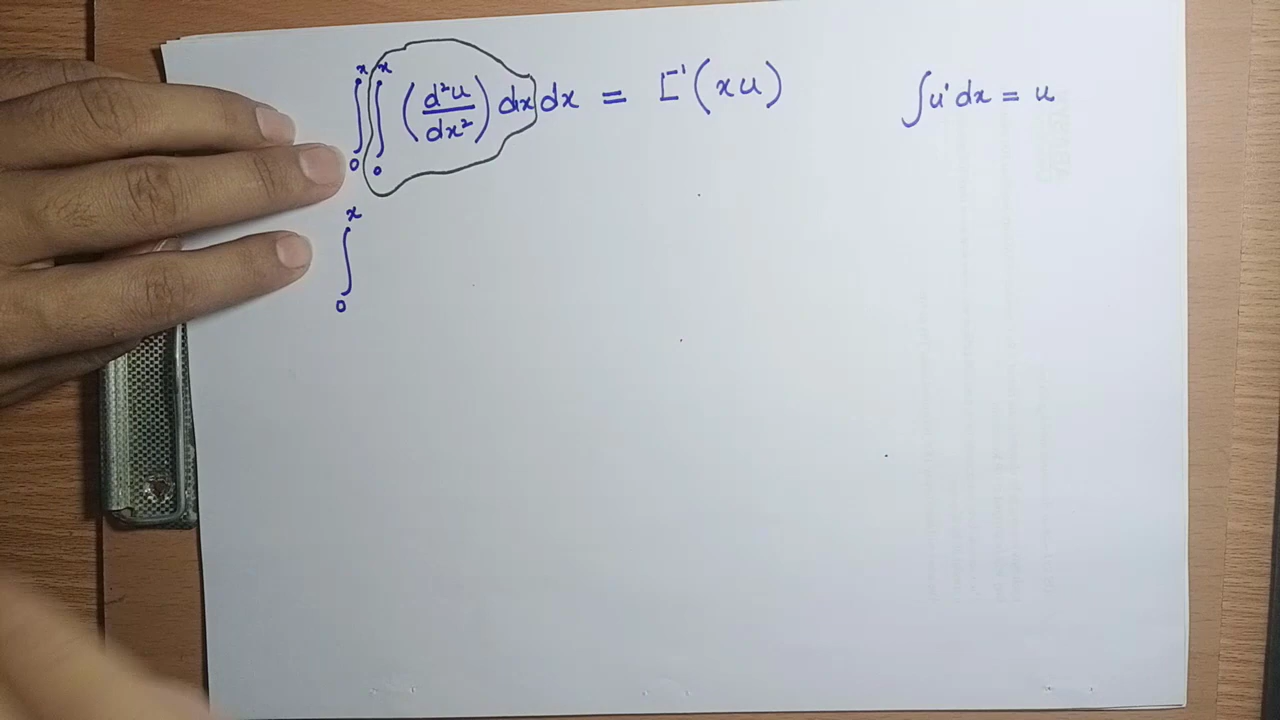 ∫₀ˣ ∫₀ˣ (d²u/dx²) dx dx = L⁻¹(xu)
∫u' dx = u
∫₀ˣ